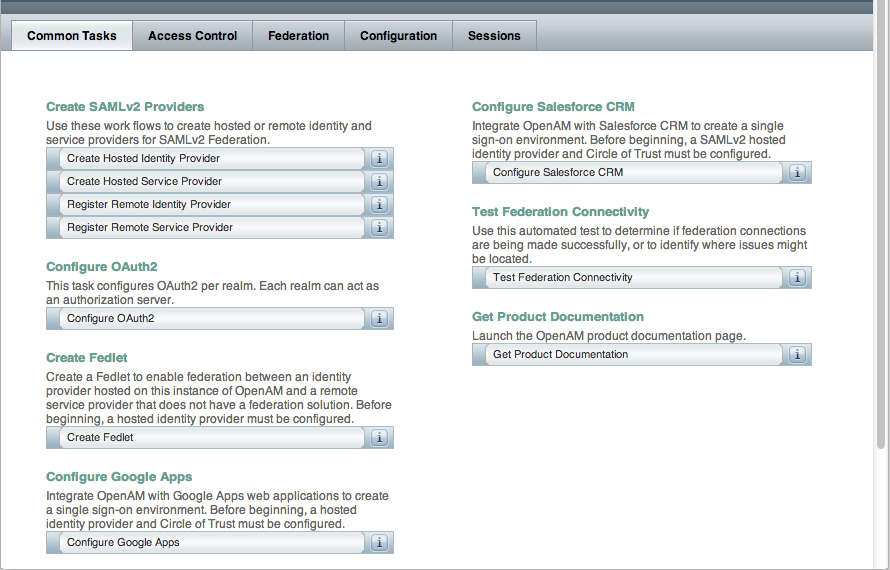 Common Tasks
Access Control
Federation
Configuration
Sessions
Create SAMLv2 Providers
Use these work flows to create hosted or remote identity and
service providers for SAMLv2 Federation.
Create Hosted Identity Provider
i
Create Hosted Service Provider
i
Register Remote Identity Provider
i
Register Remote Service Provider
i
Configure OAuth2
This task configures OAuth2 per realm. Each realm can act as
an authorization server.
Configure OAuth2
i
Create Fedlet
Create a Fedlet to enable federation between an identity
provider hosted on this instance of OpenAM and a remote
service provider that does not have a federation solution. Before
beginning, a hosted identity provider must be configured.
Create Fedlet
i
Configure Google Apps
Integrate OpenAM with Google Apps web applications to create
a single sign-on environment. Before beginning, a hosted
identity provider and Circle of Trust must be configured.
Configure Google Apps
i
Configure Salesforce CRM
Integrate OpenAM with Salesforce CRM to create a single
sign-on environment. Before beginning, a SAMLv2 hosted
identity provider and Circle of Trust must be configured.
Configure Salesforce CRM
i
Test Federation Connectivity
Use this automated test to determine if federation connections
are being made successfully, or to identify where issues might
be located.
Test Federation Connectivity
i
Get Product Documentation
Launch the OpenAM product documentation page.
Get Product Documentation
i